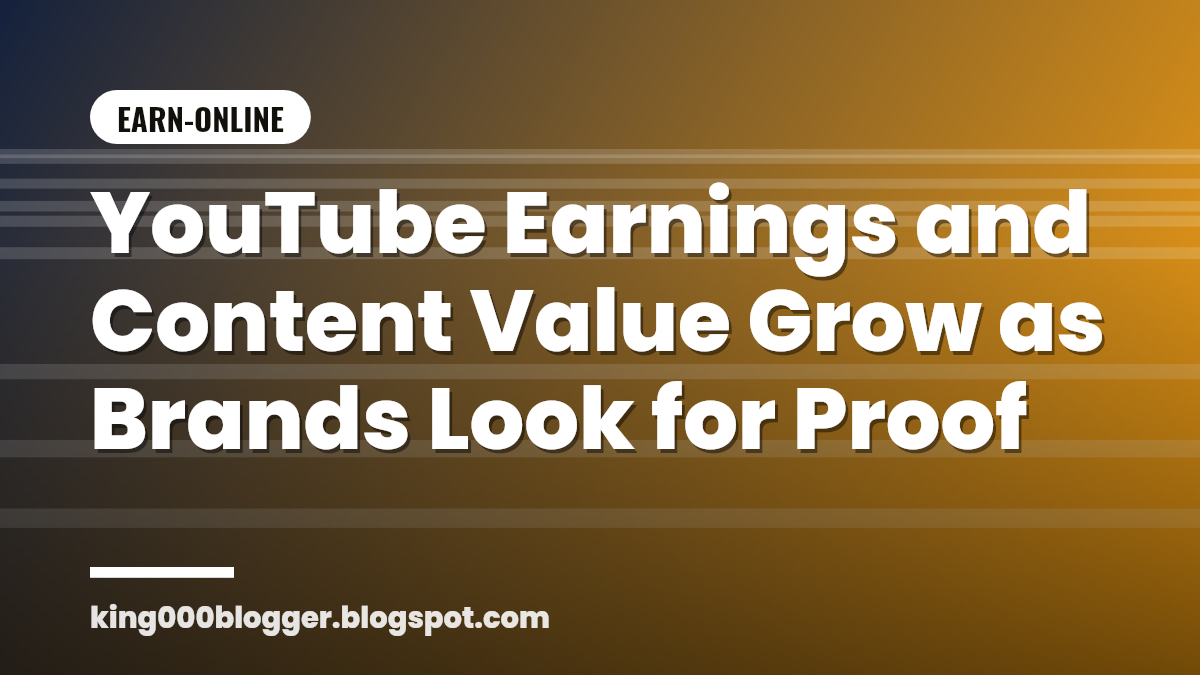 EARN-ONLINE
YouTube Earnings and
Content Value Grow as
Brands Look for Proof
king000blogger.blogspot.com